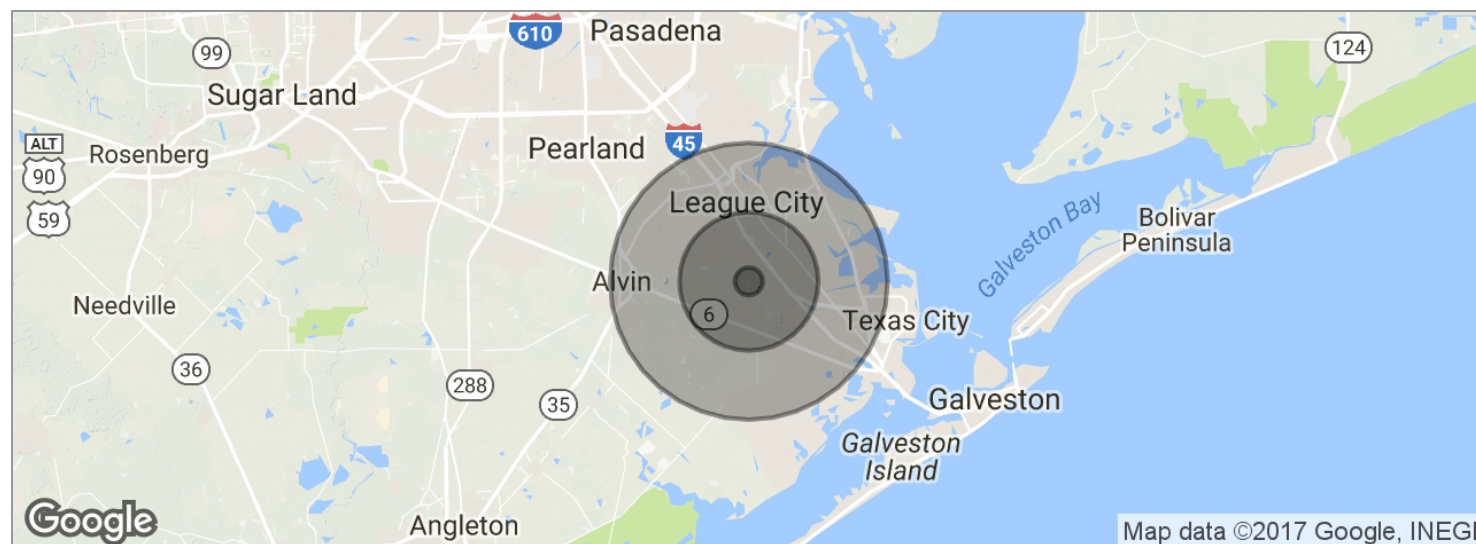 610
Pasadena
99
124
Sugar Land
45
ALT
Pearland
Rosenberg
90
59
League City
Galveston Bay
Bolivar
Peninsula
Alvin
Needville
6
Texas City
36
288
35
Galveston
Galveston
Island
Google
Angleton
Map data ©2017 Google, INEGI